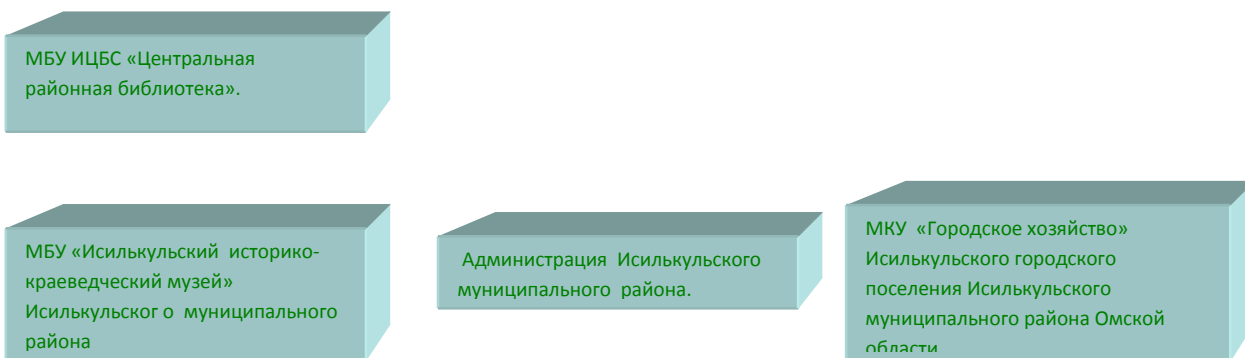 МБУ ИЦБС «Центральная
районная библиотека».
МБУ «Исилькульский историко-
краеведческий музей»
Исилькульског о муниципального
района
Администрация Исилькульского
муниципального района.
МКУ «Городское хозяйство»
Исилькульского городского
поселения Исилькульского
муниципального района Омской
области